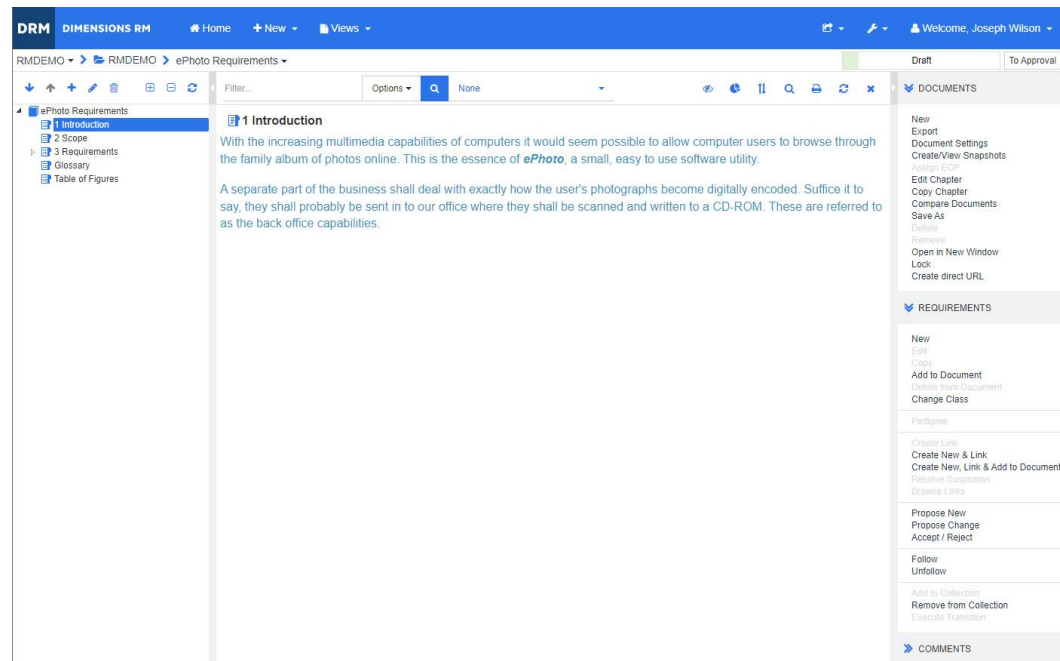 DRM DIMENSIONS RM Home New Views Welcome, Joseph Wilson
RMDEMO RMDEMO ePhoto Requirements Draft To Approval
Filter... Options None
ePhoto Requirements
1 Introduction
2 Scope
3 Requirements
Glossary
Table of Figures
1 Introduction
With the increasing multimedia capabilities of computers it would seem possible to allow computer users to browse through
the family album of photos online. This is the essence of ePhoto, a small, easy to use software utility.
A separate part of the business shall deal with exactly how the user's photographs become digitally encoded. Suffice it to
say, they shall probably be sent in to our office where they shall be scanned and written to a CD-ROM. These are referred to
as the back office capabilities.
DOCUMENTS
New
Export
Document Settings
Create/View Snapshots
Assign ECP
Edit Chapter
Copy Chapter
Compare Documents
Save As
Delete
Remove
Open in New Window
Lock
Create direct URL
REQUIREMENTS
New
Edit
Copy
Add to Document
Delete from Document
Change Class
Pedigree
Create Link
Create New & Link
Create New, Link & Add to Document
Resolve Suspicions
Browse Links
Propose New
Propose Change
Accept / Reject
Follow
Unfollow
Add to Collection
Remove from Collection
Execute Transition
COMMENTS